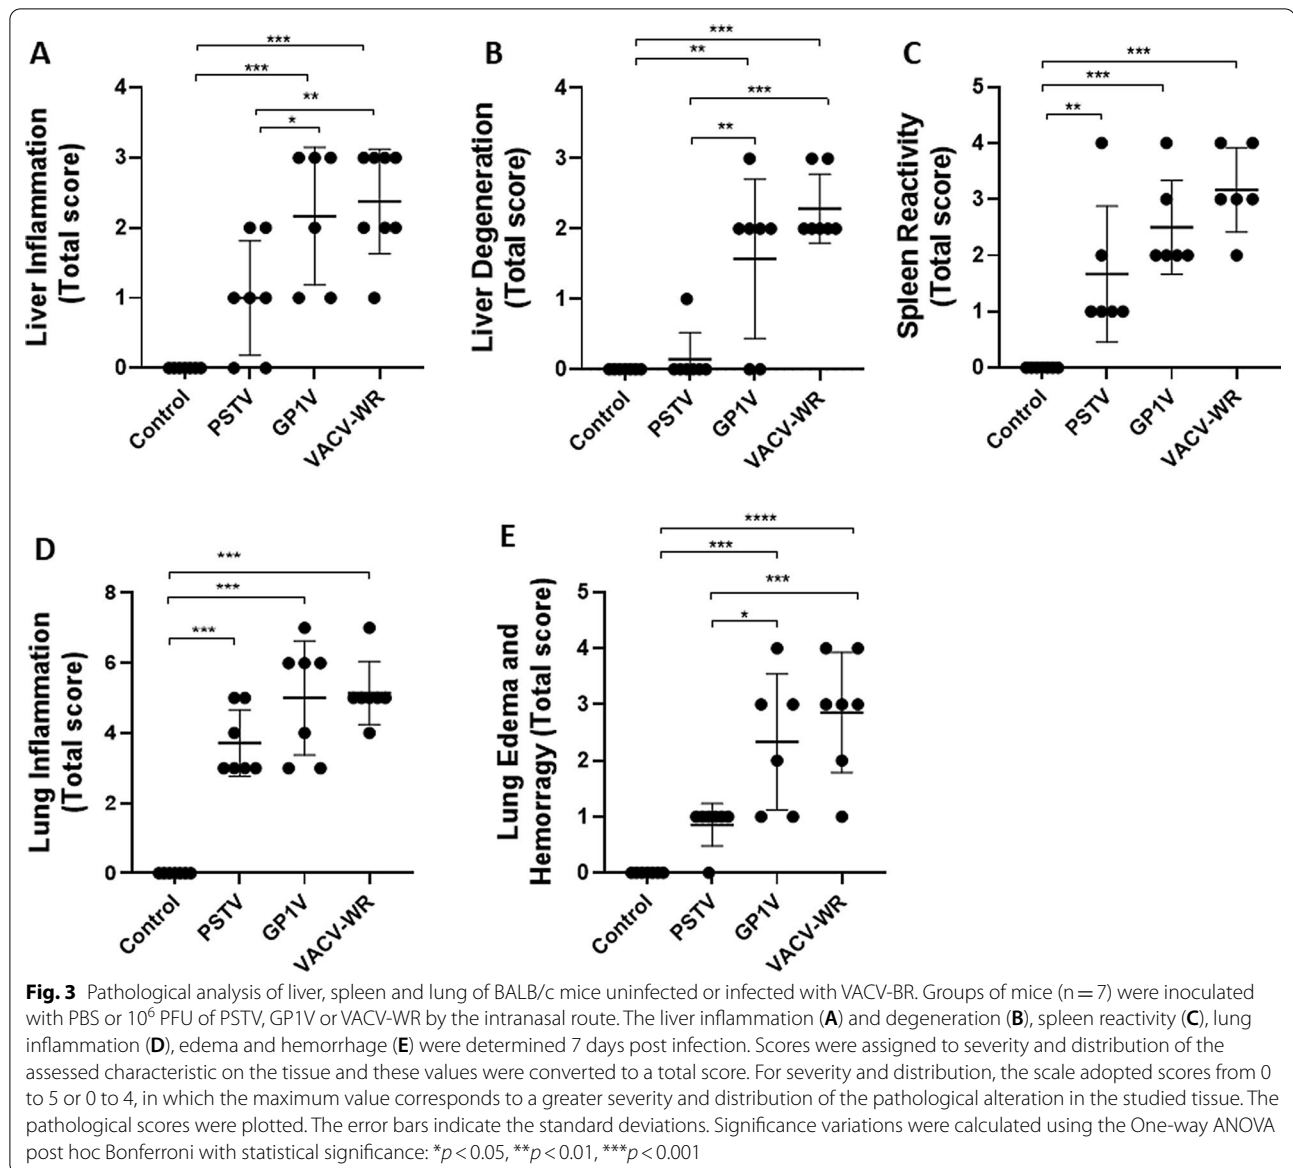 A
***
***
**
*
Liver Inflammation
(Total score)
4
3
2
1
0
Control
PSTV
GP1V
VACV-WR
B
***
**
***
**
Liver Degeneration
(Total score)
4
3
2
1
0
Control
PSTV
GP1V
VACV-WR
C
***
***
**
Spleen Reactivity
(Total score)
5
4
3
2
1
0
Control
PSTV
GP1V
VACV-WR
D
***
***
***
Lung Inflammation
(Total score)
8
6
4
2
0
Control
PSTV
GP1V
VACV-WR
E
****
***
***
*
Lung Edema and
Hemorragy (Total score)
5
4
3
2
1
0
Control
PSTV
GP1V
VACV-WR
Fig. 3 Pathological analysis of liver, spleen and lung of BALB/c mice uninfected or infected with VACV-BR. Groups of mice (n = 7) were inoculated
with PBS or 10⁶ PFU of PSTV, GP1V or VACV-WR by the intranasal route. The liver inflammation (A) and degeneration (B), spleen reactivity (C), lung
inflammation (D), edema and hemorrhage (E) were determined 7 days post infection. Scores were assigned to severity and distribution of the
assessed characteristic on the tissue and these values were converted to a total score. For severity and distribution, the scale adopted scores from 0
to 5 or 0 to 4, in which the maximum value corresponds to a greater severity and distribution of the pathological alteration in the studied tissue. The
pathological scores were plotted. The error bars indicate the standard deviations. Significance variations were calculated using the One-way ANOVA
post hoc Bonferroni with statistical significance: *p < 0.05, **p < 0.01, ***p < 0.001